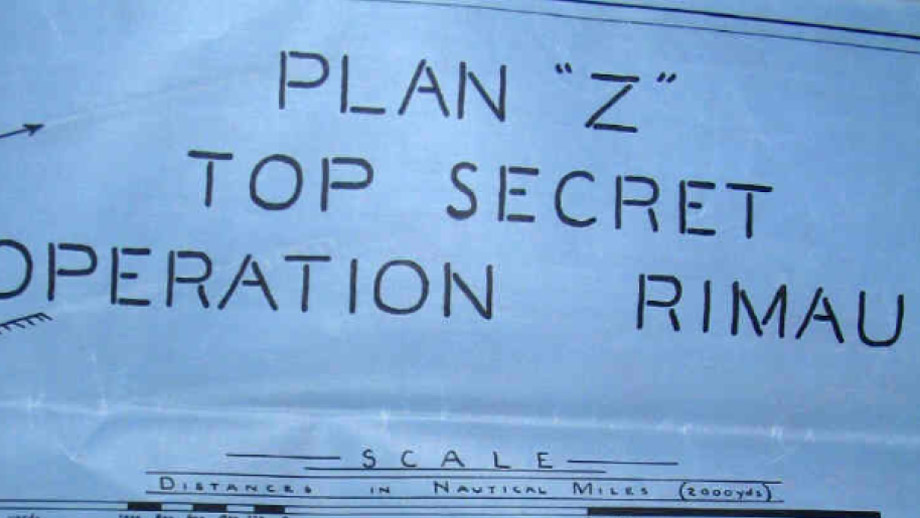 PLAN "Z"
TOP SECRET
OPERATION RIMAU
SCALE
DISTANCES IN NAUTICAL MILES (2000yds)